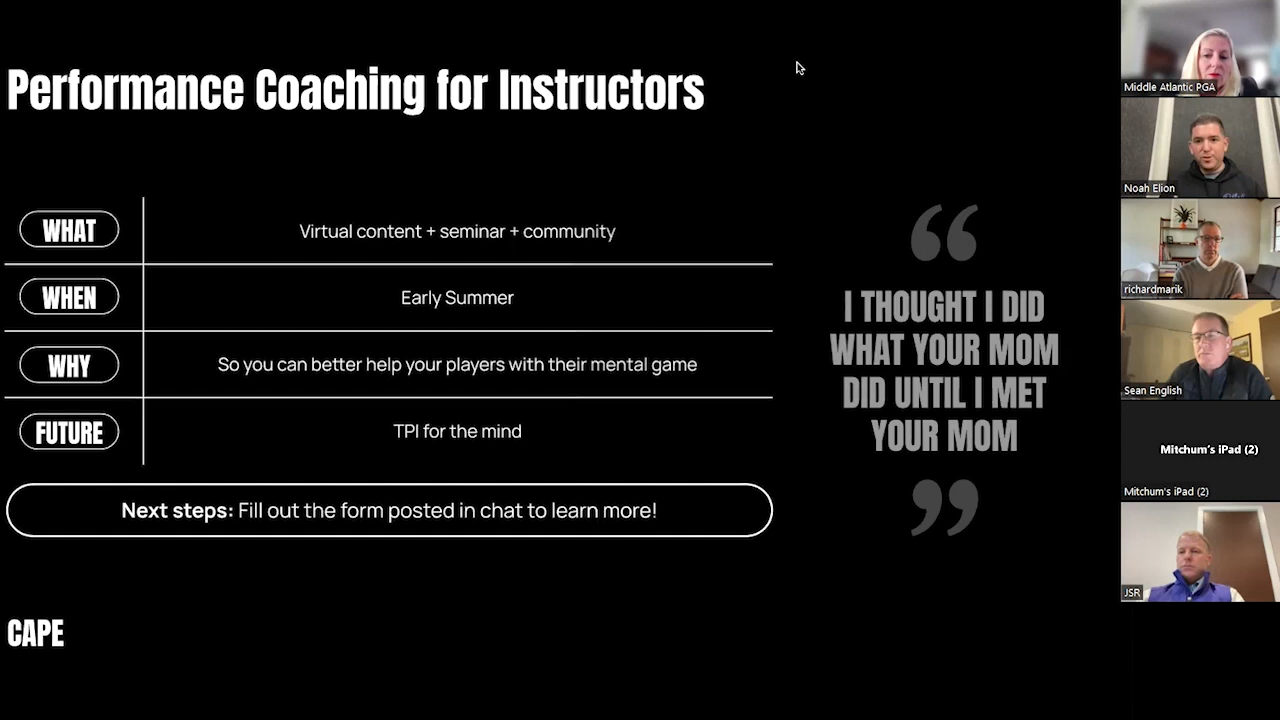 Performance Coaching for Instructors
WHAT
Virtual content + seminar + community
WHEN
Early Summer
WHY
So you can better help your players with their mental game
FUTURE
TPI for the mind
Next steps: Fill out the form posted in chat to learn more!
CAPE
“
I THOUGHT I DID
WHAT YOUR MOM
DID UNTIL I MET
YOUR MOM
”
Middle Atlantic PGA
Noah Elion
richardmarik
Sean English
Mitchum's iPad (2)
Mitchum's iPad (2)
JSR